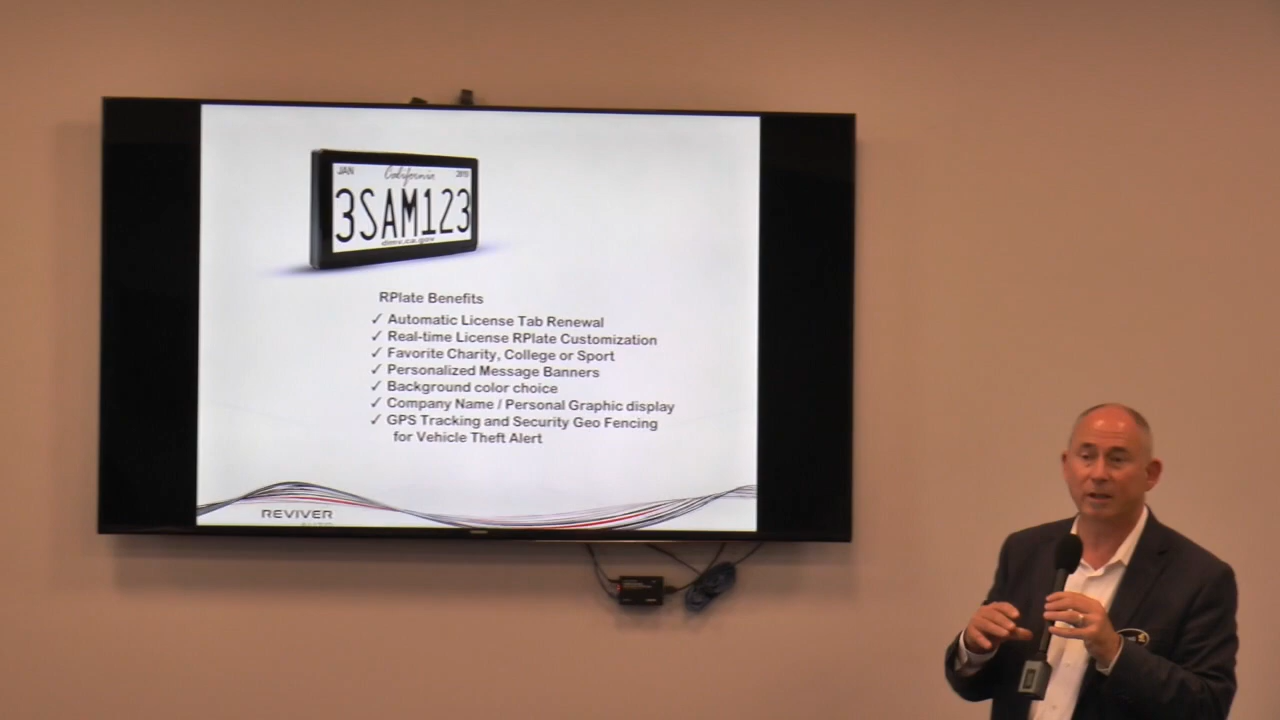 JAN California 2019
3SAM123
dmv.ca.gov
RPlate Benefits
✓ Automatic License Tab Renewal
✓ Real-time License RPlate Customization
✓ Favorite Charity, College or Sport
✓ Personalized Message Banners
✓ Background color choice
✓ Company Name / Personal Graphic display
✓ GPS Tracking and Security Geo Fencing
for Vehicle Theft Alert
REVIVER
AUTO